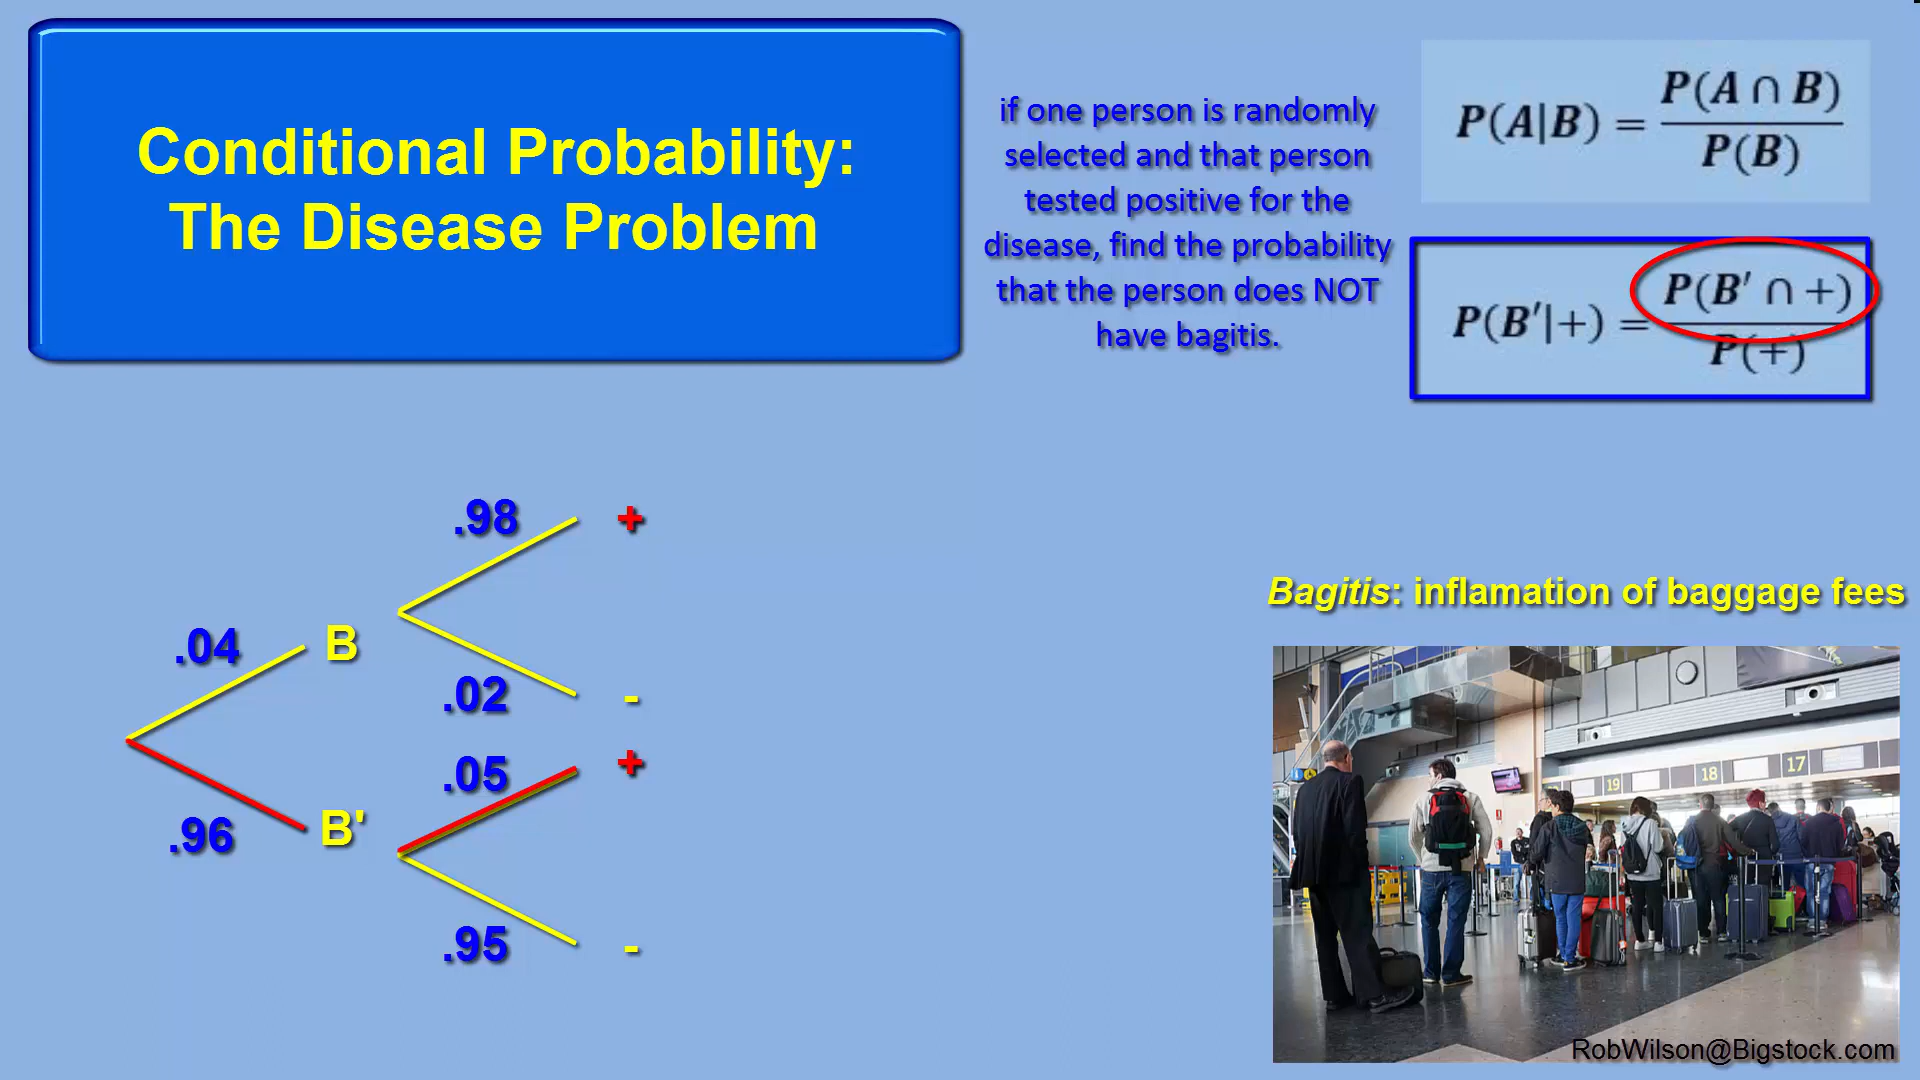 Conditional Probability:
The Disease Problem
if one person is randomly
selected and that person
tested positive for the
disease, find the probability
that the person does NOT
have bagitis.
P(A|B) = P(A ∩ B) / P(B)
P(B'|+) = P(B' ∩ +) / P(+)
.98 +
.04 B
.02 -
.05 +
.96 B'
.95 -
Bagitis: inflamation of baggage fees
19 18 17
RobWilson@Bigstock.com